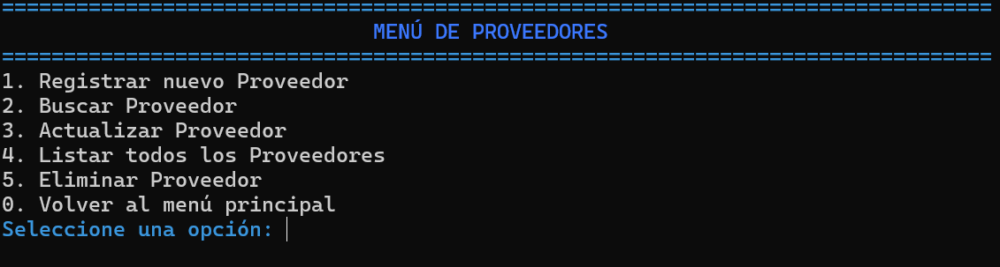 ================================================================================
MENÚ DE PROVEEDORES
================================================================================
1. Registrar nuevo Proveedor
2. Buscar Proveedor
3. Actualizar Proveedor
4. Listar todos los Proveedores
5. Eliminar Proveedor
0. Volver al menú principal
Seleccione una opción: